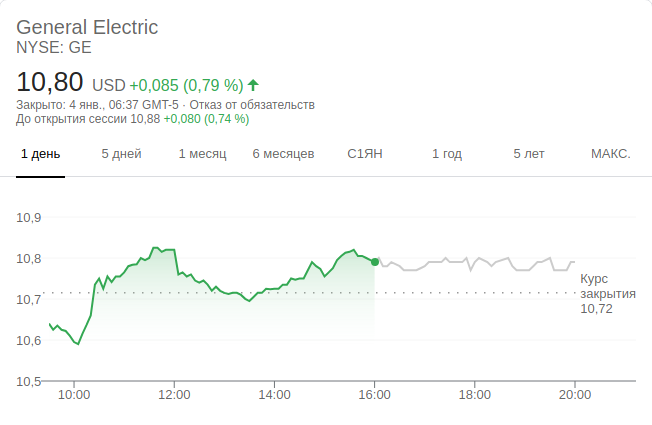 General Electric
NYSE: GE
10,80 USD +0,085 (0,79 %)
Закрыто: 4 янв., 06:37 GMT-5 · Отказ от обязательств
До открытия сессии 10,88 +0,080 (0,74 %)
1 день 5 дней 1 месяц 6 месяцев С1ЯН 1 год 5 лет МАКС.
10,9
10,8
10,7
10,6
10,5
Курс
закрытия
10,72
10:00 12:00 14:00 16:00 18:00 20:00